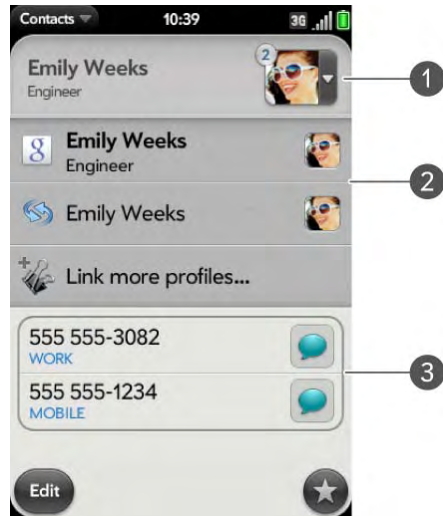 Contacts
10:39
3G
Emily Weeks
Engineer
2
1
8
Emily Weeks
Engineer
2
Emily Weeks
Link more profiles...
555 555-3082
WORK
3
555 555-1234
MOBILE
Edit